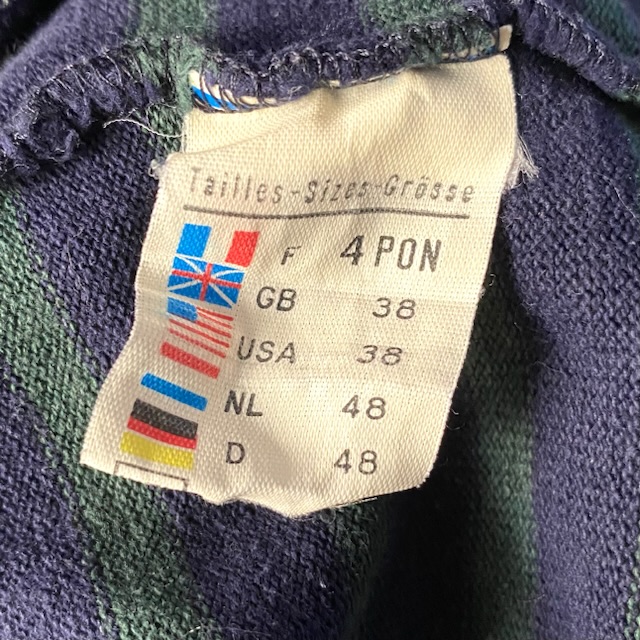 Tailles-Sizes-Grösse
F 4 PON
GB 38
USA 38
NL 48
D 48